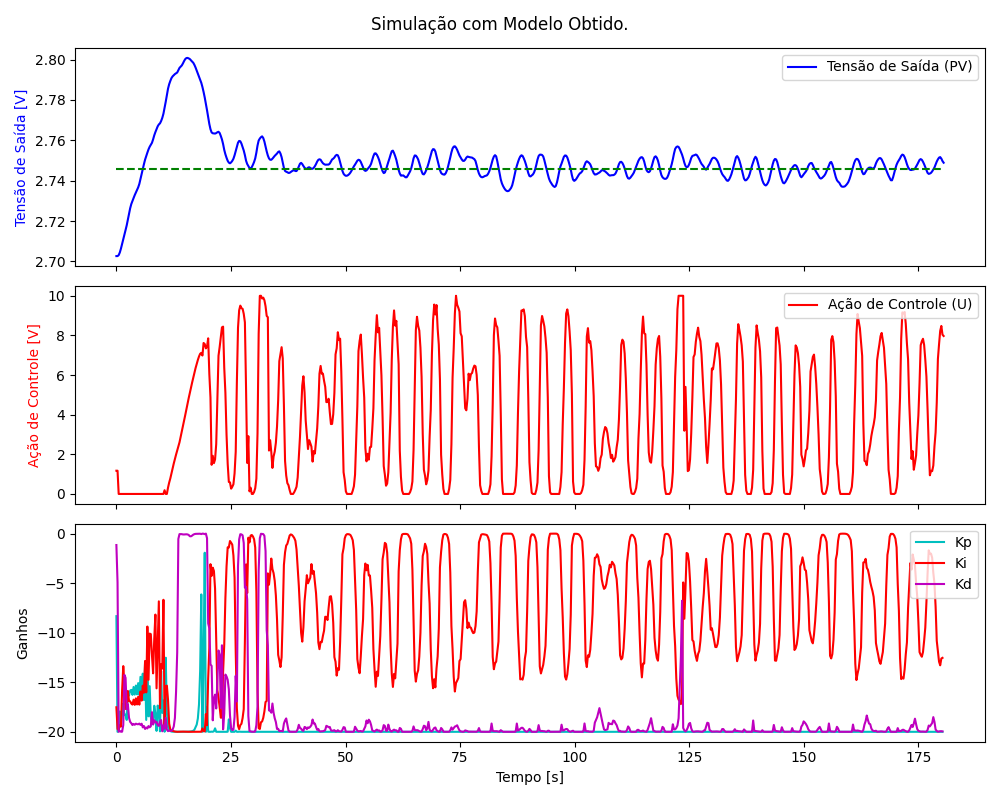 Simulação com Modelo Obtido.
Tensão de Saída [V]
2.80
2.78
2.76
2.74
2.72
2.70
Tensão de Saída (PV)
Ação de Controle [V]
10
8
6
4
2
0
Ação de Controle (U)
Ganhos
0
−5
−10
−15
−20
Kp
Ki
Kd
0 25 50 75 100 125 150 175
Tempo [s]